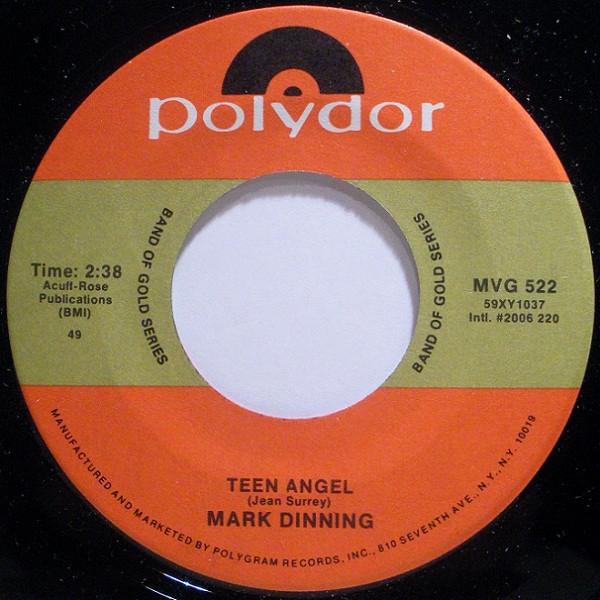 polydor
BAND OF GOLD SERIES
BAND OF GOLD SERIES
Time: 2:38
Acuff-Rose
Publications
(BMI)
49
MVG 522
59XY1037
Intl. #2006 220
TEEN ANGEL
(Jean Surrey)
MARK DINNING
MANUFACTURED AND MARKETED BY POLYGRAM RECORDS, INC., 810 SEVENTH AVE., N.Y., N.Y. 10019